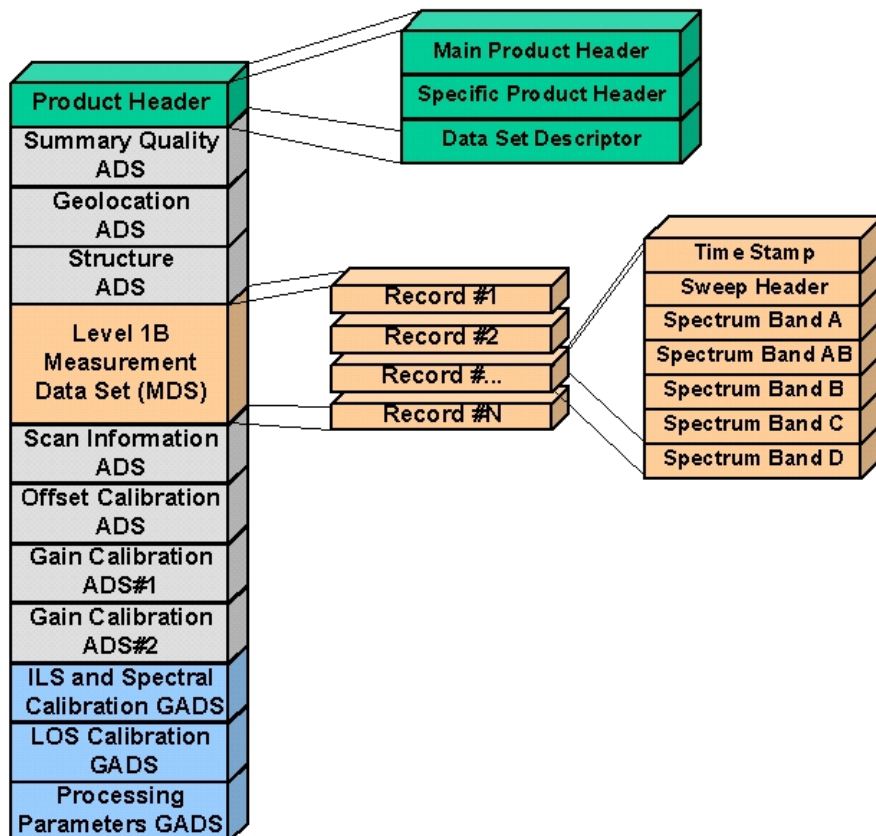 Product Header
Summary Quality
ADS
Geolocation
ADS
Structure
ADS
Level 1B
Measurement
Data Set (MDS)
Scan Information
ADS
Offset Calibration
ADS
Gain Calibration
ADS#1
Gain Calibration
ADS#2
ILS and Spectral
Calibration GADS
LOS Calibration
GADS
Processing
Parameters GADS
Main Product Header
Specific Product Header
Data Set Descriptor
Record #1
Record #2
Record #...
Record #N
Time Stamp
Sweep Header
Spectrum Band A
Spectrum Band AB
Spectrum Band B
Spectrum Band C
Spectrum Band D